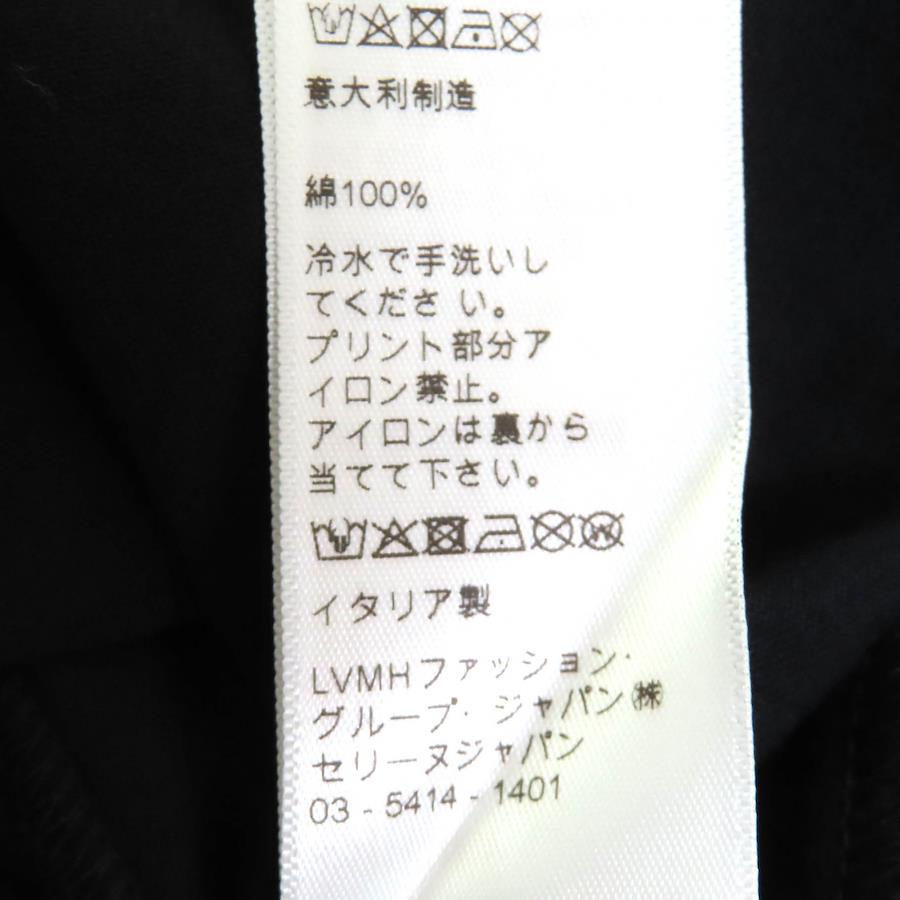 意大利制造
綿100%
冷水で手洗いし
てくださ い。
プリント部分ア
イロン禁止。
アイロンは裏から
当てて下さい。
イタリア製
LVMHファッション·
グループ· ジャパン㈱
セリーヌジャパン
03 - 5414 - 1401